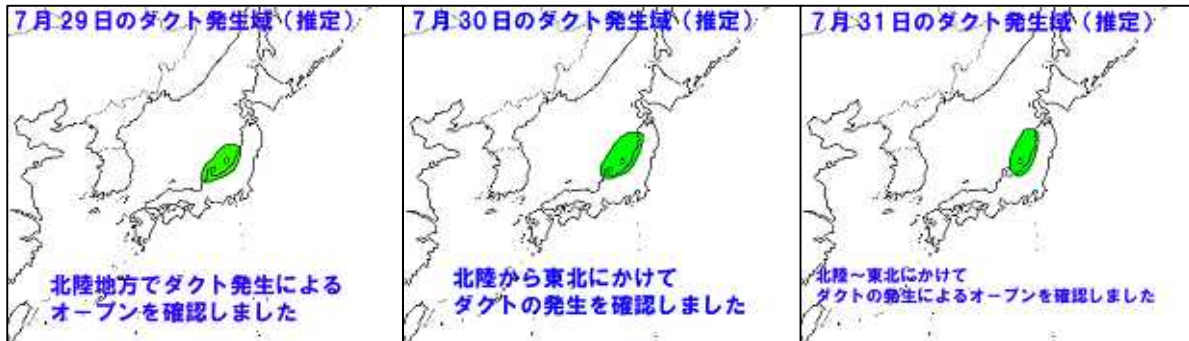 7月29日のダクト発生域(推定)
北陸地方でダクト発生による
オープンを確認しました
7月30日のダクト発生域(推定)
北陸から東北にかけて
ダクトの発生を確認しました
7月31日のダクト発生域(推定)
北陸~東北にかけて
ダクトの発生によるオープンを確認しました